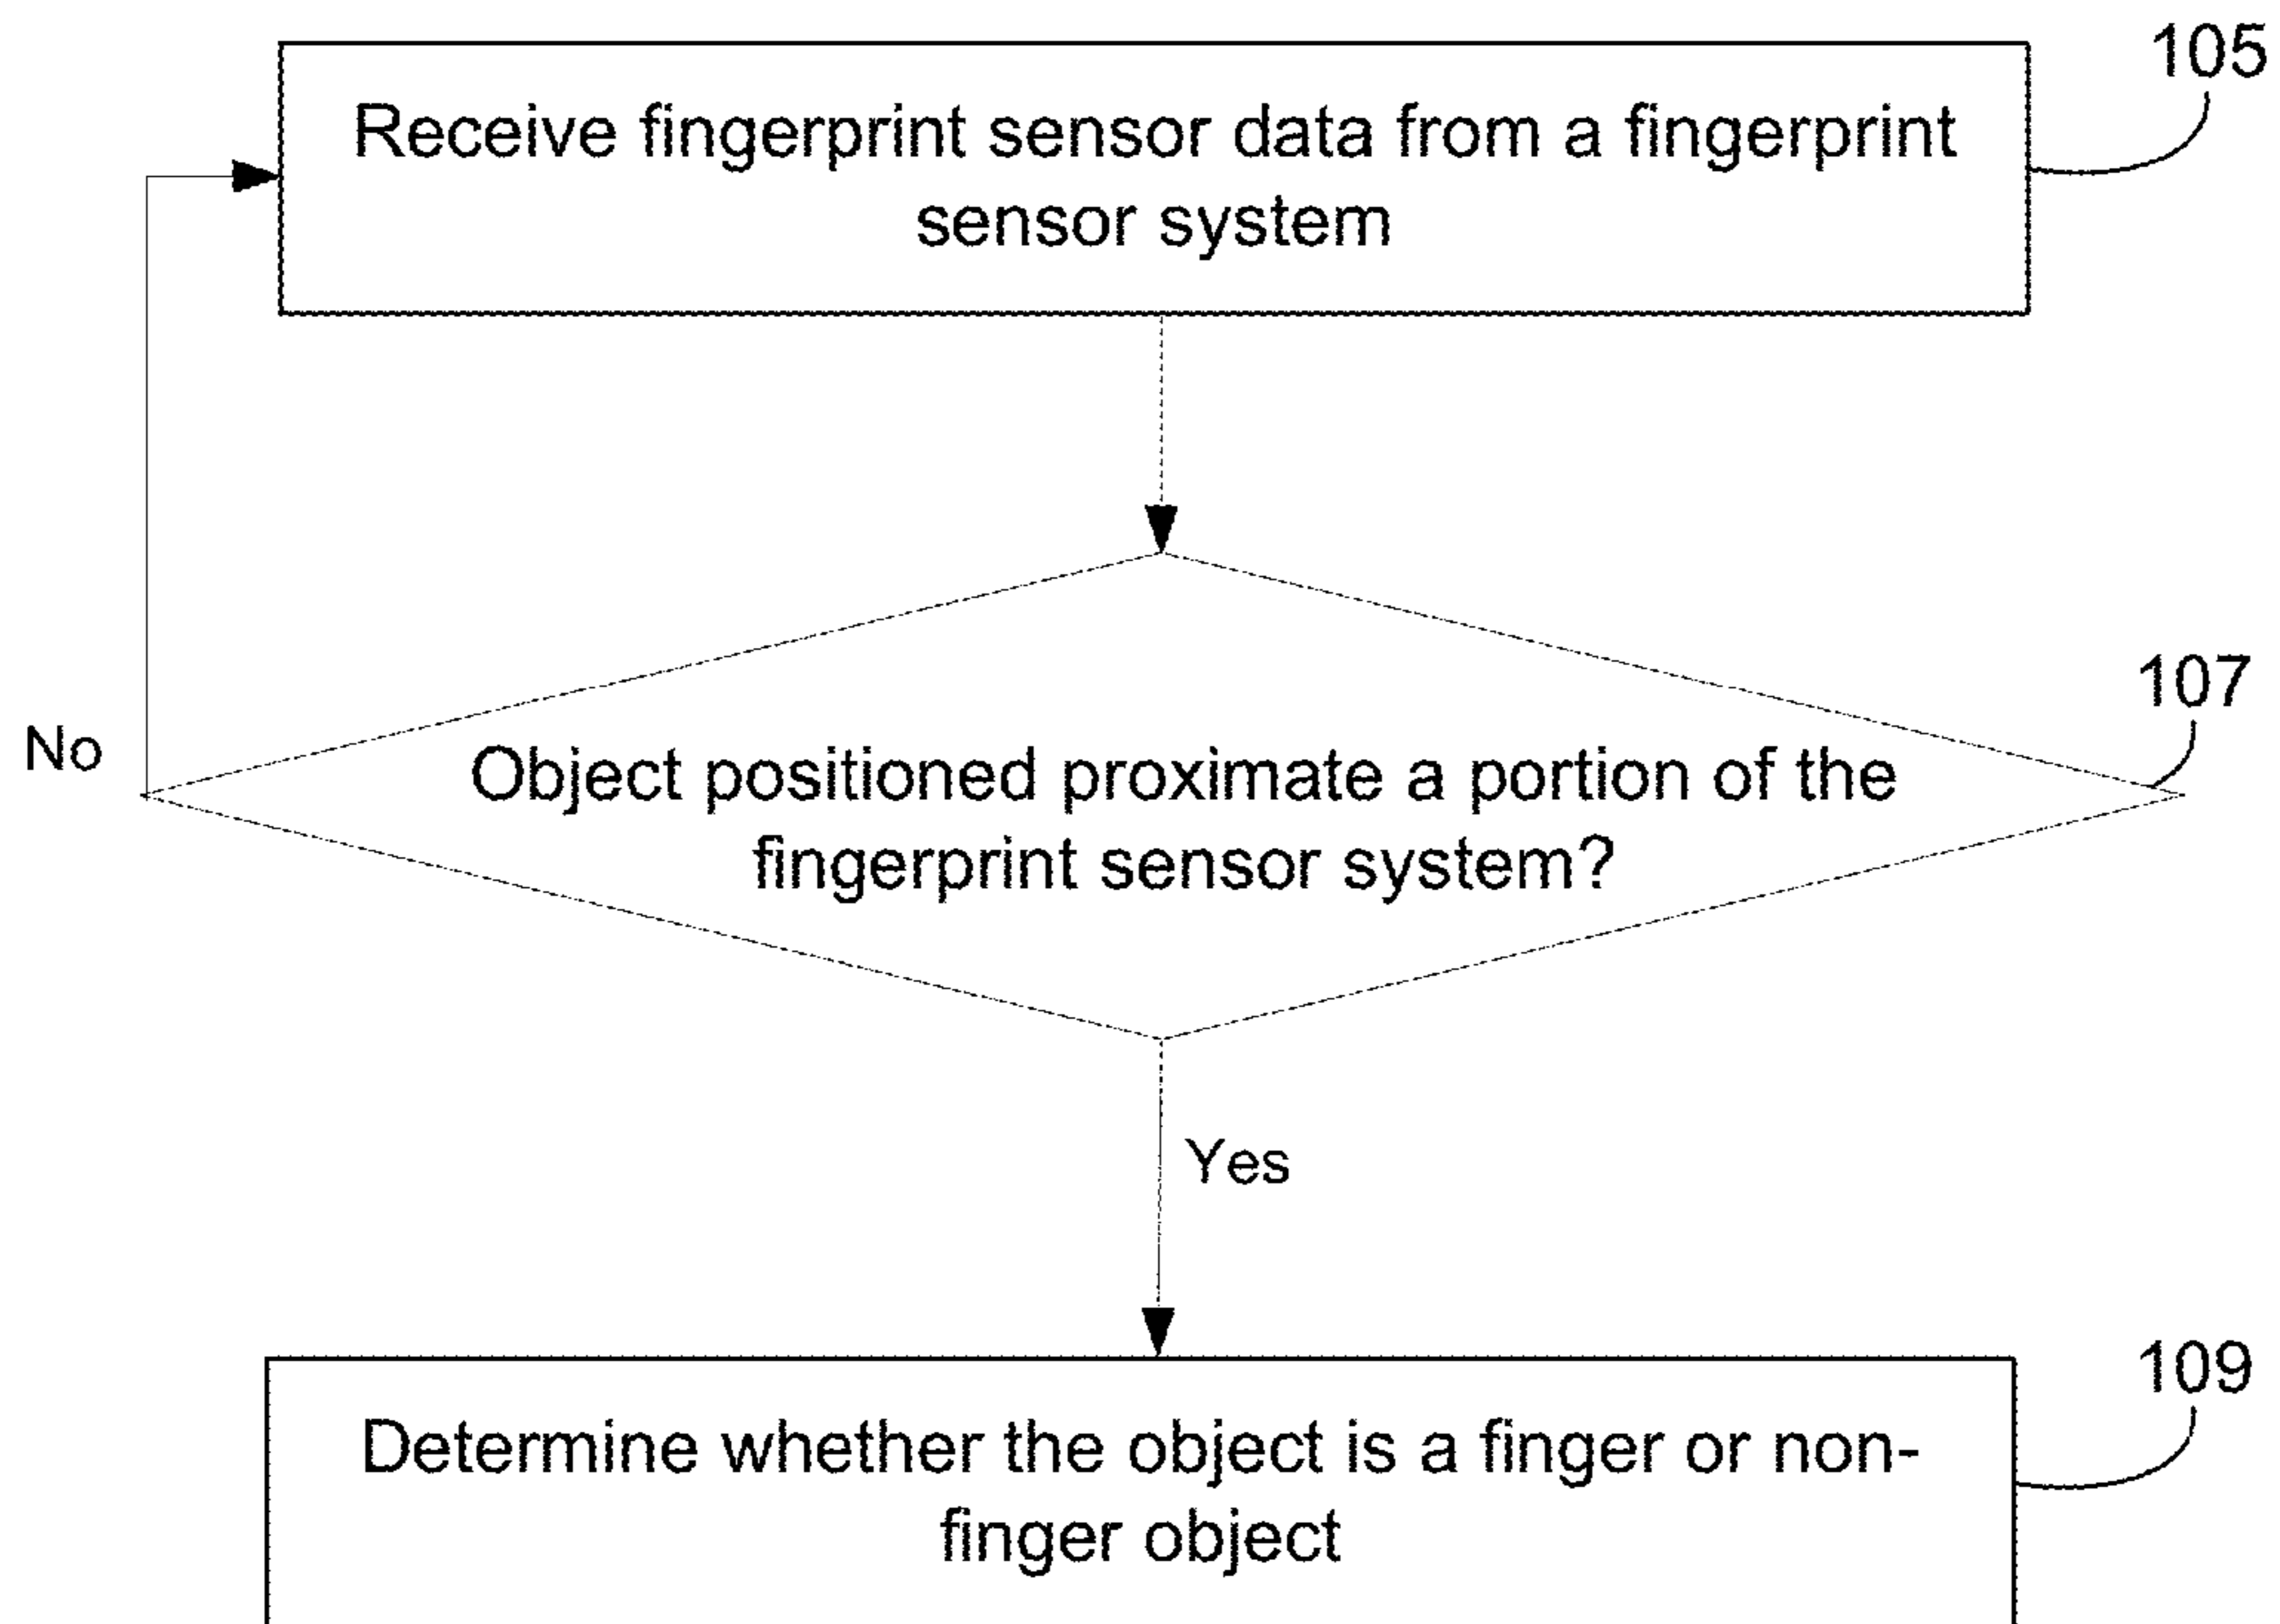 105
Receive fingerprint sensor data from a fingerprint
sensor system
107
No
Object positioned proximate a portion of the
fingerprint sensor system?
Yes
109
Determine whether the object is a finger or non-
finger object